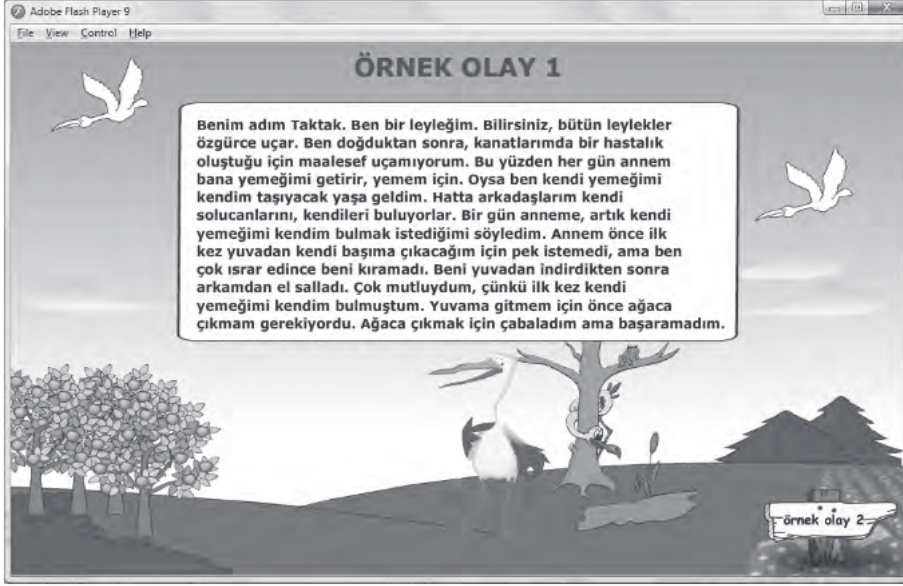 Adobe Flash Player 9
File View Control Help
ÖRNEK OLAY 1
Benim adım Taktak. Ben bir leyleğim. Bilirsiniz, bütün leylekler
özgürce uçar. Ben doğduktan sonra, kanatlarımda bir hastalık
oluştuğu için maalesef uçamıyorum. Bu yüzden her gün annem
bana yemeğimi getirir, yemem için. Oysa ben kendi yemeğimi
kendim taşıyacak yaşa geldim. Hatta arkadaşlarım kendi
solucanlarını, kendileri buluyorlar. Bir gün anneme, artık kendi
yemeğimi kendim bulmak istediğimi söyledim. Annem önce ilk
kez yuvadan kendi başıma çıkacağım için pek istemedi, ama ben
çok ısrar edince beni kıramadı. Beni yuvadan indirdikten sonra
arkamdan el salladı. Çok mutluydum, çünkü ilk kez kendi
yemeğimi kendim bulmuştum. Yuvama gitmem için önce ağaca
çıkmam gerekiyordu. Ağaca çıkmak için çabaladım ama başaramadım.
örnek olay 2